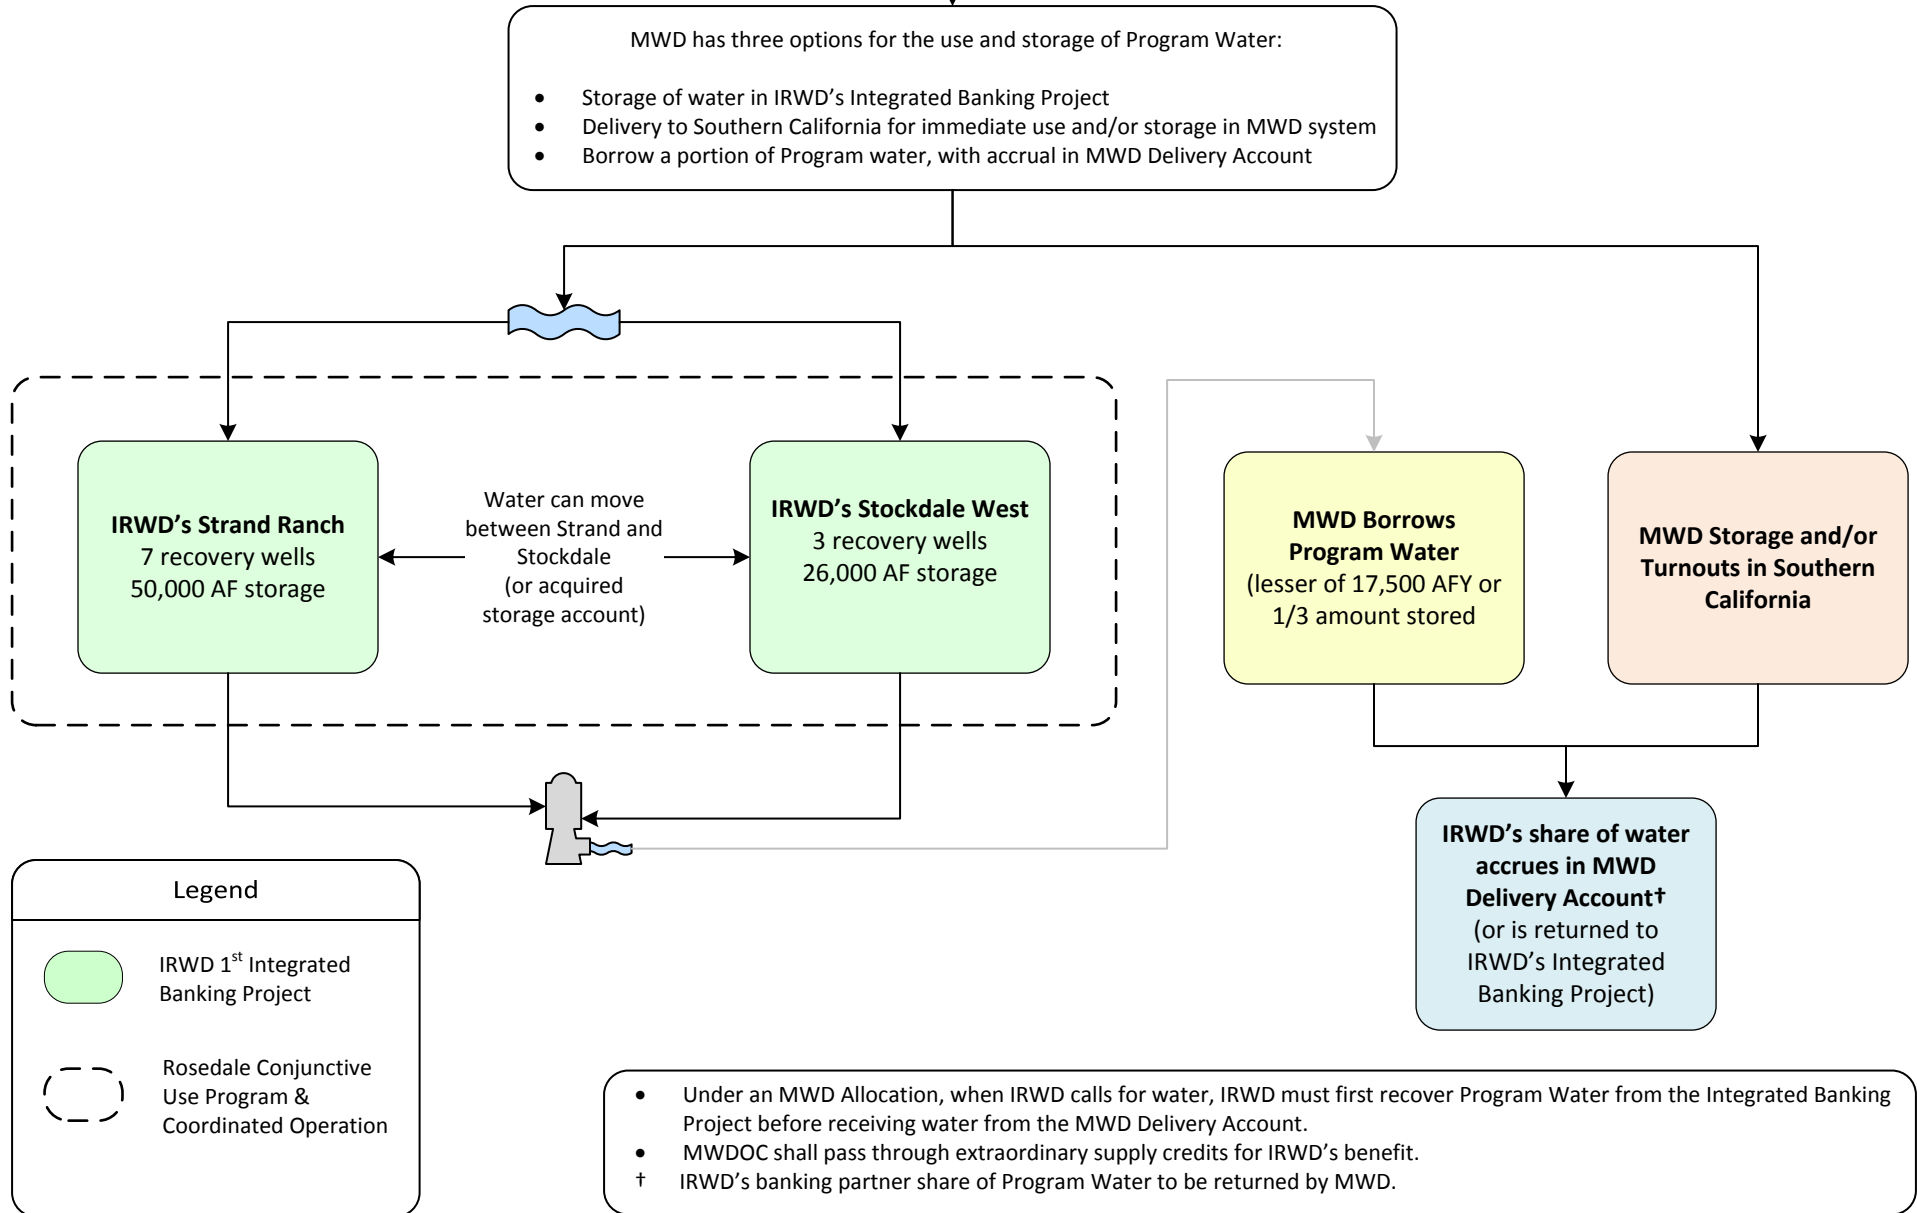 MWD has three options for the use and storage of Program Water:
• Storage of water in IRWD’s Integrated Banking Project
• Delivery to Southern California for immediate use and/or storage in MWD system
• Borrow a portion of Program water, with accrual in MWD Delivery Account
IRWD’s Strand Ranch
7 recovery wells
50,000 AF storage
Water can move
between Strand and
Stockdale
(or acquired
storage account)
IRWD’s Stockdale West
3 recovery wells
26,000 AF storage
MWD Borrows
Program Water
(lesser of 17,500 AFY or
1/3 amount stored
MWD Storage and/or
Turnouts in Southern
California
IRWD’s share of water
accrues in MWD
Delivery Account†
(or is returned to
IRWD’s Integrated
Banking Project)
Legend
IRWD 1st Integrated
Banking Project
Rosedale Conjunctive
Use Program &
Coordinated Operation
• Under an MWD Allocation, when IRWD calls for water, IRWD must first recover Program Water from the Integrated Banking
Project before receiving water from the MWD Delivery Account.
• MWDOC shall pass through extraordinary supply credits for IRWD’s benefit.
† IRWD’s banking partner share of Program Water to be returned by MWD.